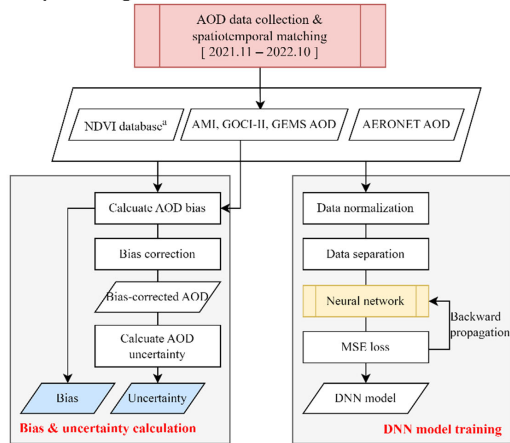 AOD data collection &
spatiotemporal matching
[ 2021.11 – 2022.10 ]
NDVI database^a
AMI, GOCI-II, GEMS AOD
AERONET AOD
Calcuate AOD bias
Bias correction
Bias-corrected AOD
Calcuate AOD
uncertainty
Bias
Uncertainty
Bias & uncertainty calculation
Data normalization
Data separation
Neural network
Backward
propagation
MSE loss
DNN model
DNN model training